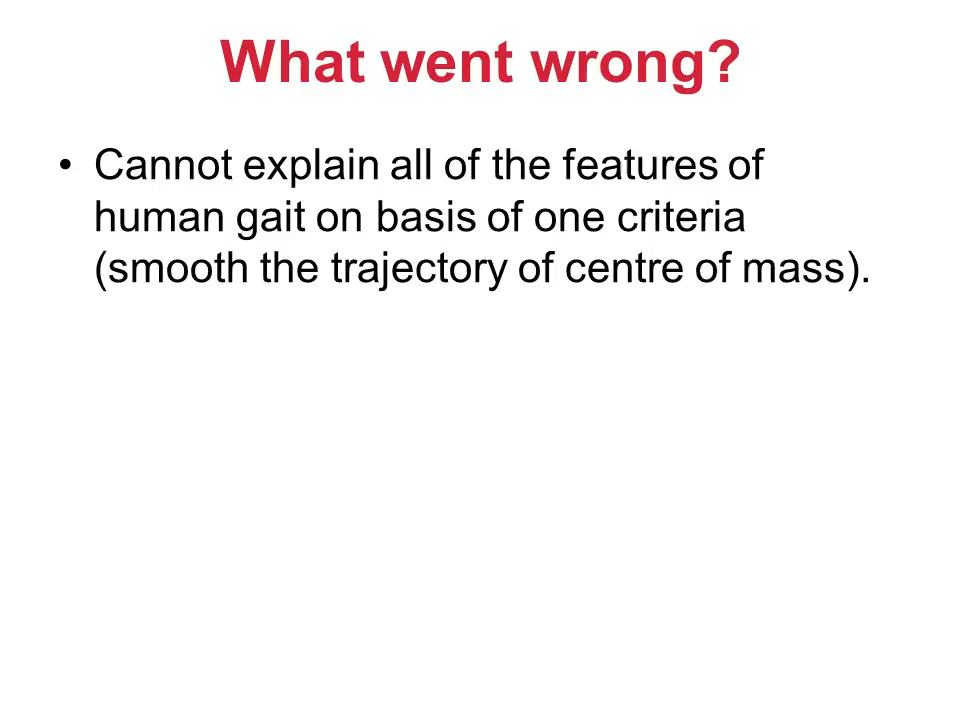 What went wrong?
• Cannot explain all of the features of
human gait on basis of one criteria
(smooth the trajectory of centre of mass).